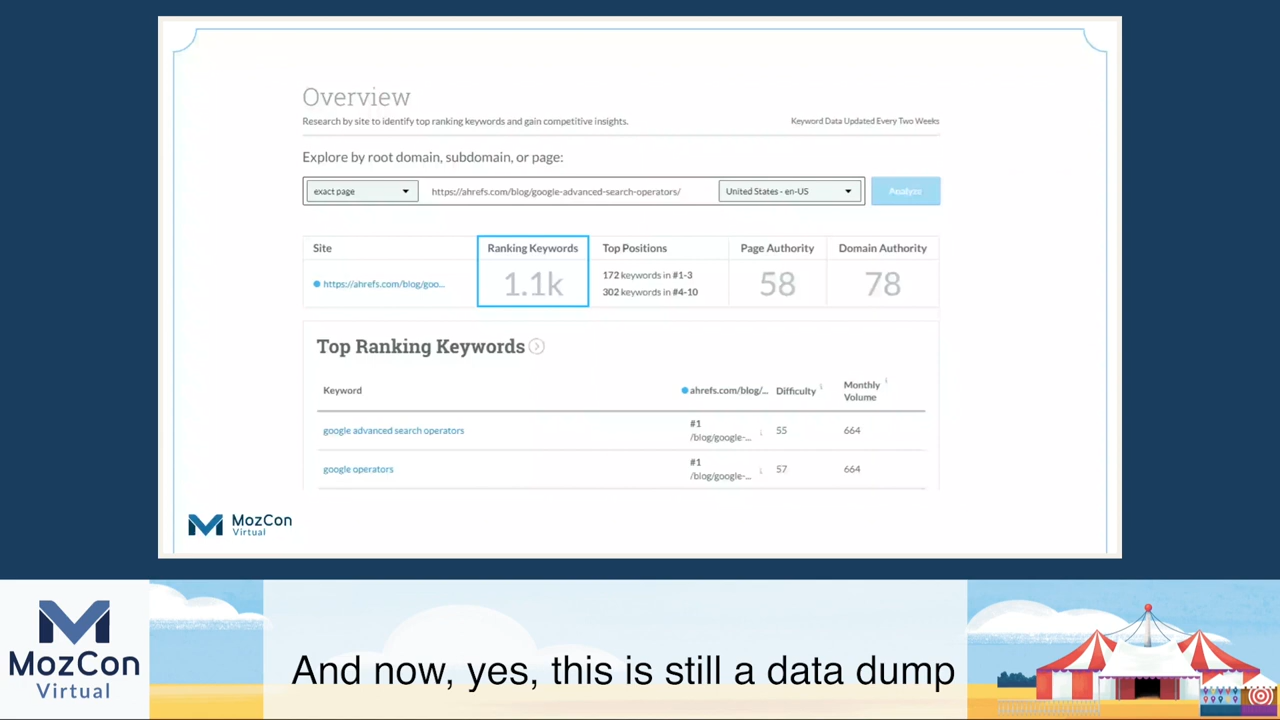 Overview
Research by site to identify top ranking keywords and gain competitive insights.
Keyword Data Updated Every Two Weeks
Explore by root domain, subdomain, or page:
exact page
https://ahrefs.com/blog/google-advanced-search-operators/
United States - en-US
Analyze
Site
Ranking Keywords
Top Positions
Page Authority
Domain Authority
https://ahrefs.com/blog/goo...
1.1k
172 keywords in #1-3
302 keywords in #4-10
58
78
Top Ranking Keywords
Keyword
ahrefs.com/blog/...
Difficulty
Monthly
Volume
google advanced search operators
#1
/blog/google-...
55
664
google operators
#1
/blog/google-...
57
664
MozCon
Virtual
MozCon
Virtual
And now, yes, this is still a data dump